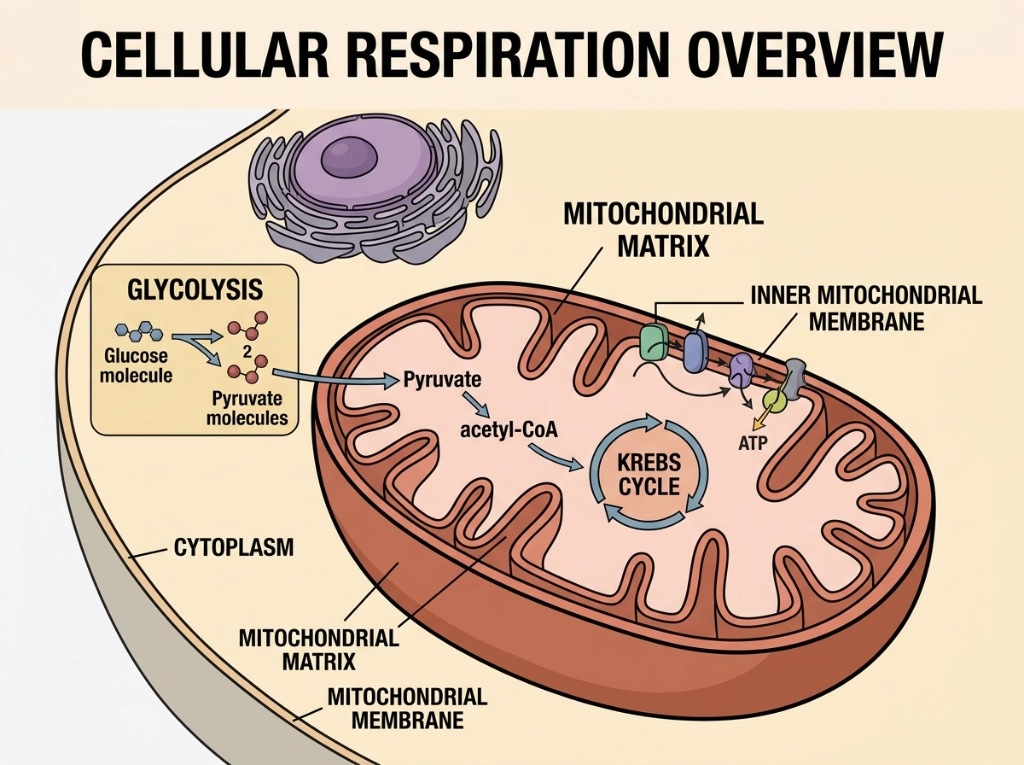 CELLULAR RESPIRATION OVERVIEW
MITOCHONDRIAL
MATRIX
GLYCOLYSIS
Glucose
molecule
2
Pyruvate
molecules
INNER MITOCHONDRIAL
MEMBRANE
Pyruvate
acetyl-CoA
KREBS
CYCLE
ATP
CYTOPLASM
MITOCHONDRIAL
MATRIX
MITOCHONDRIAL
MEMBRANE